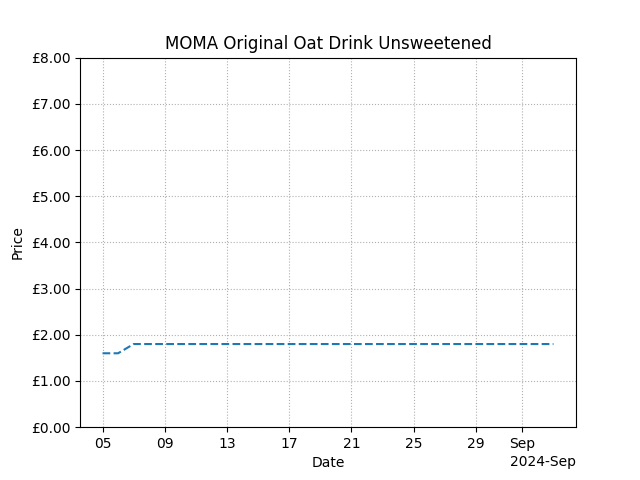 MOMA Original Oat Drink Unsweetened
£8.00
£7.00
£6.00
£5.00
£4.00
£3.00
£2.00
£1.00
£0.00
Price
05 09 13 17 21 25 29 Sep
2024-Sep
Date